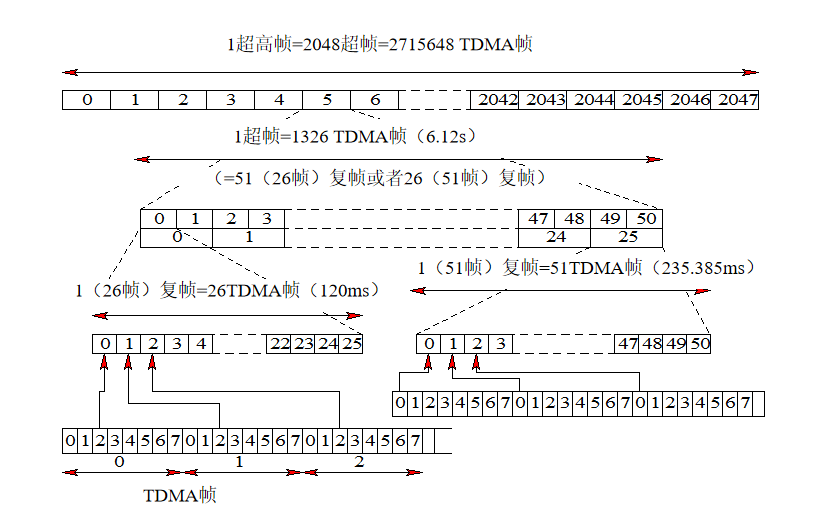 1超高帧=2048超帧=2715648 TDMA帧
0 1 2 3 4 5 6 2042 2043 2044 2045 2046 2047
1超帧=1326 TDMA帧（6.12s）
（=51（26帧）复帧或者26（51帧）复帧）
0 1 2 3 47 48 49 50
0 1 24 25
1（51帧）复帧=51TDMA帧（235.385ms）
1（26帧）复帧=26TDMA帧（120ms）
0 1 2 3 4 22 23 24 25
0 1 2 3 47 48 49 50
0 1 2 3 4 5 6 7 0 1 2 3 4 5 6 7 0 1 2 3 4 5 6 7
0 1 2 3 4 5 6 7 0 1 2 3 4 5 6 7 0 1 2 3 4 5 6 7
0 1 2
TDMA帧